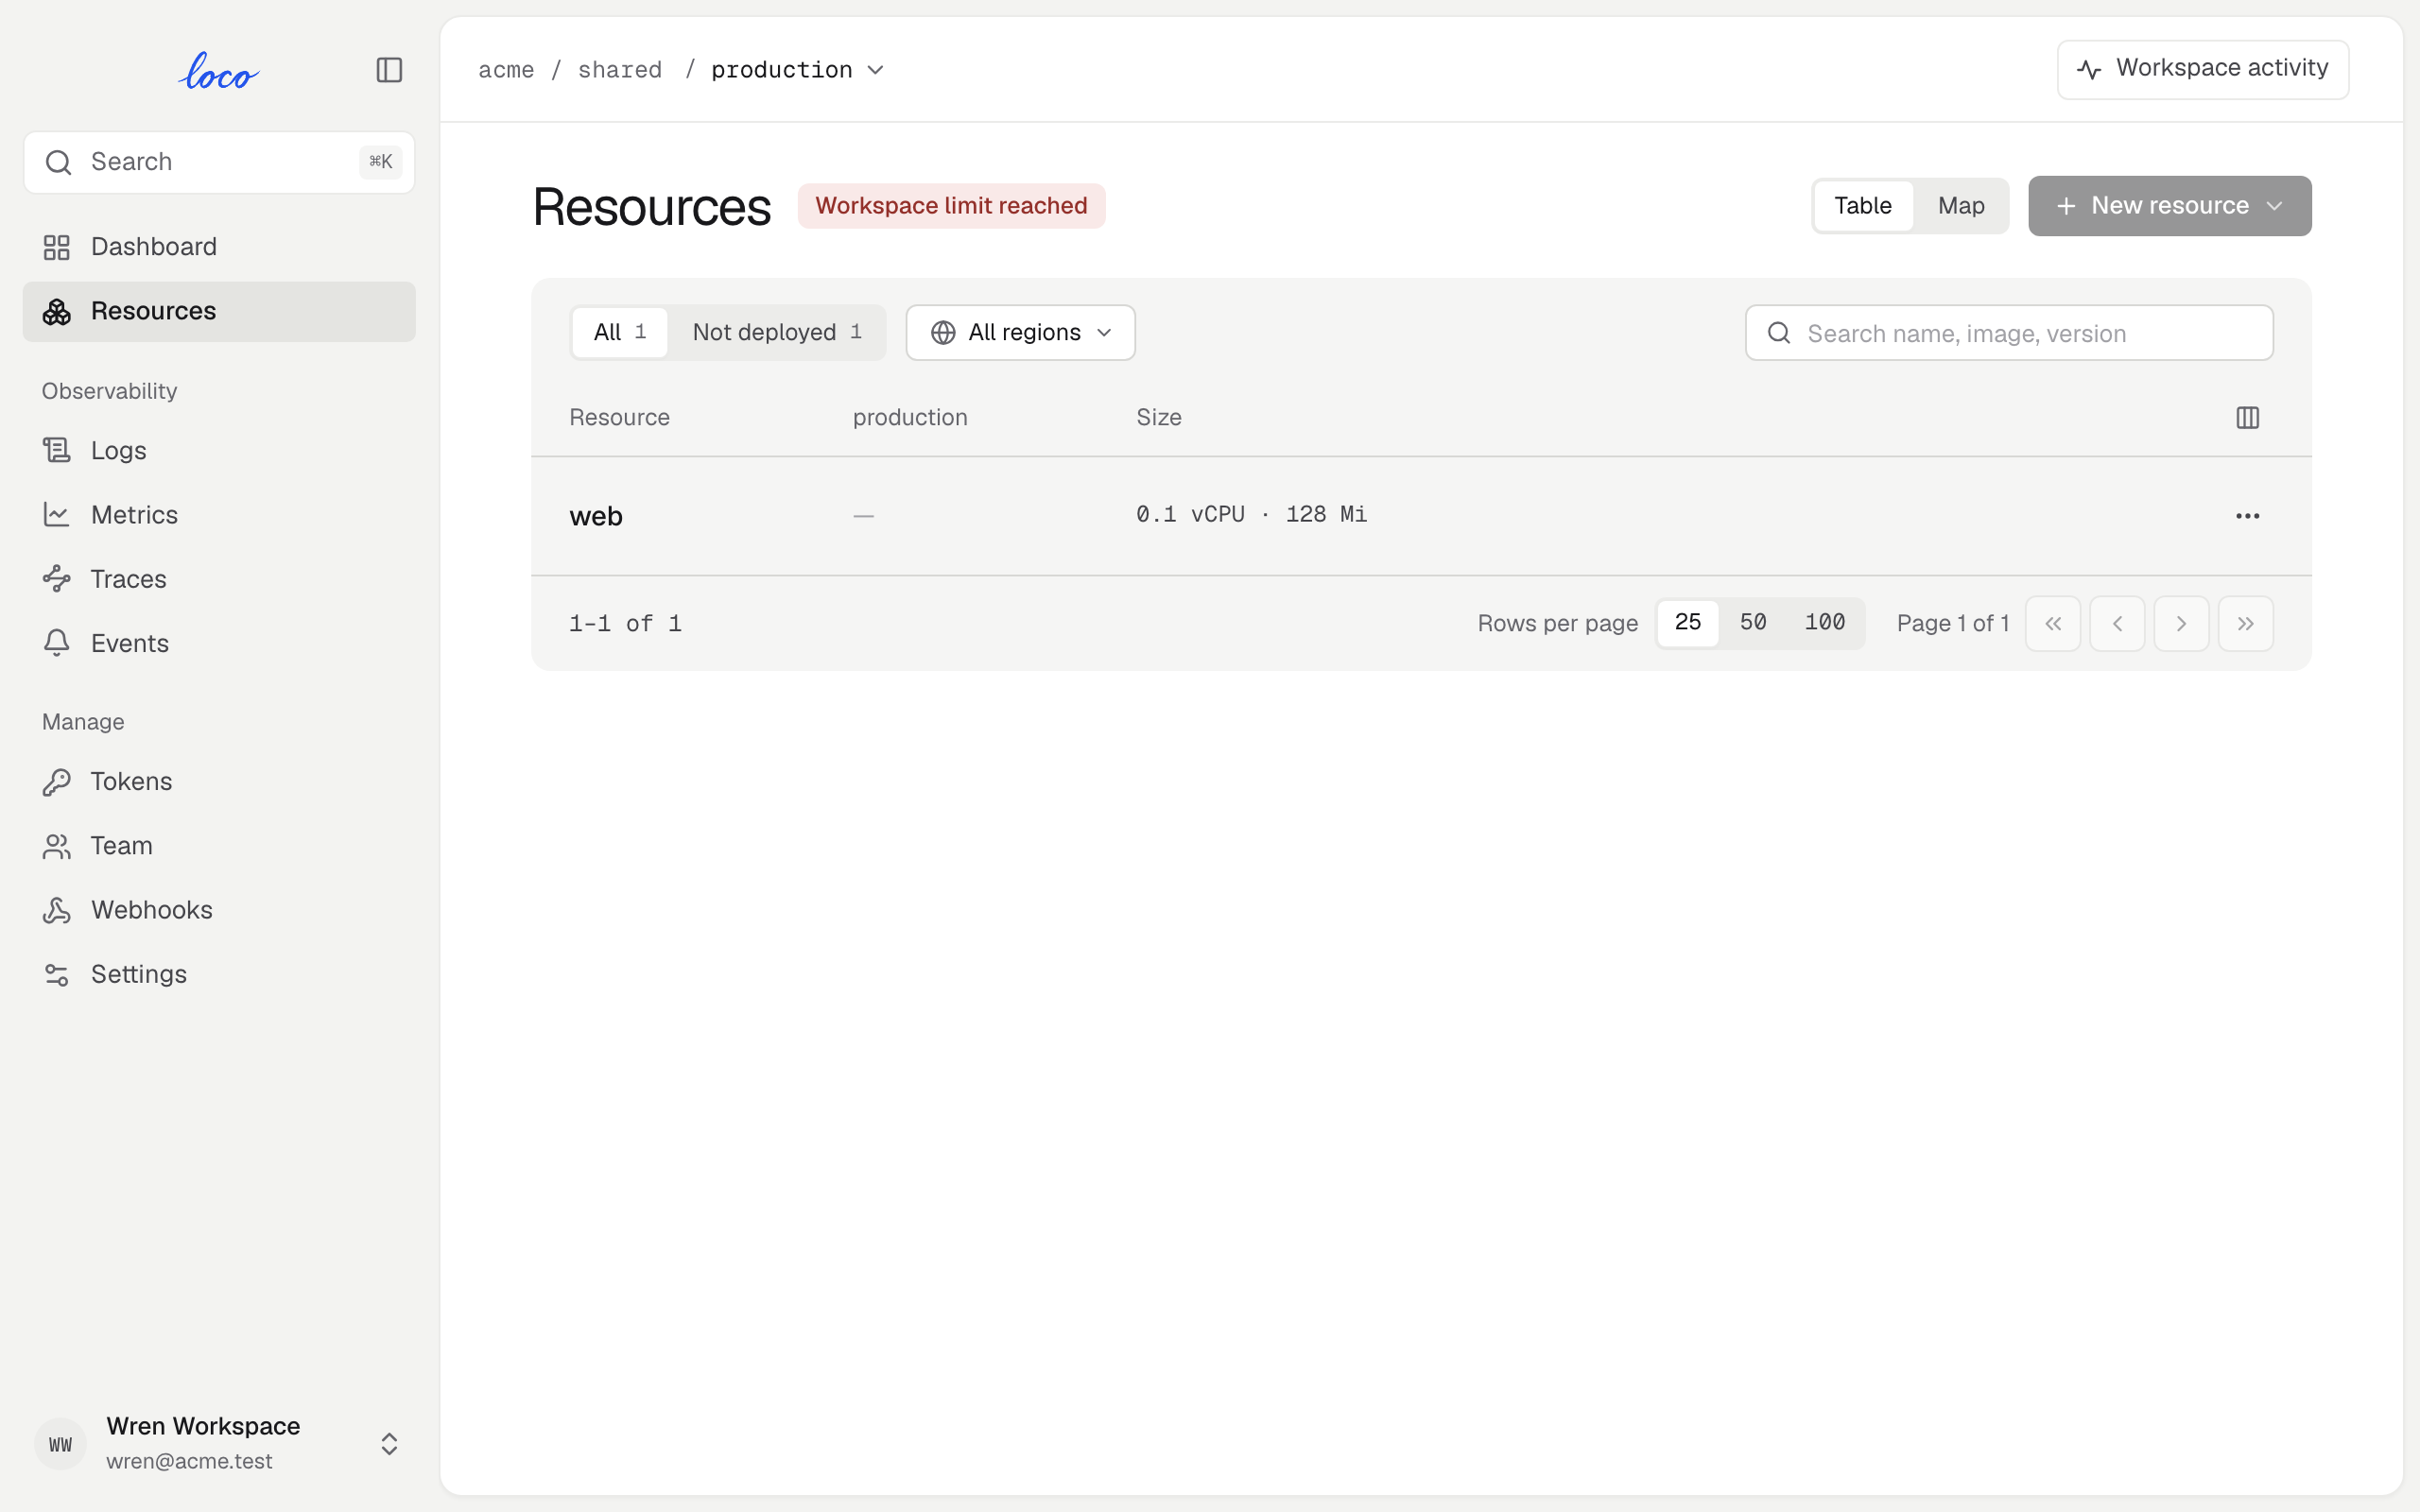 loco
Search ⌘K
Dashboard
Resources
Observability
Logs
Metrics
Traces
Events
Manage
Tokens
Team
Webhooks
Settings
WW
Wren Workspace
wren@acme.test
acme / shared / production
Workspace activity
Resources Workspace limit reached
Table Map
New resource
All 1 Not deployed 1 All regions
Search name, image, version
Resource production Size
web — 0.1 vCPU · 128 Mi
1–1 of 1 Rows per page 25 50 100 Page 1 of 1